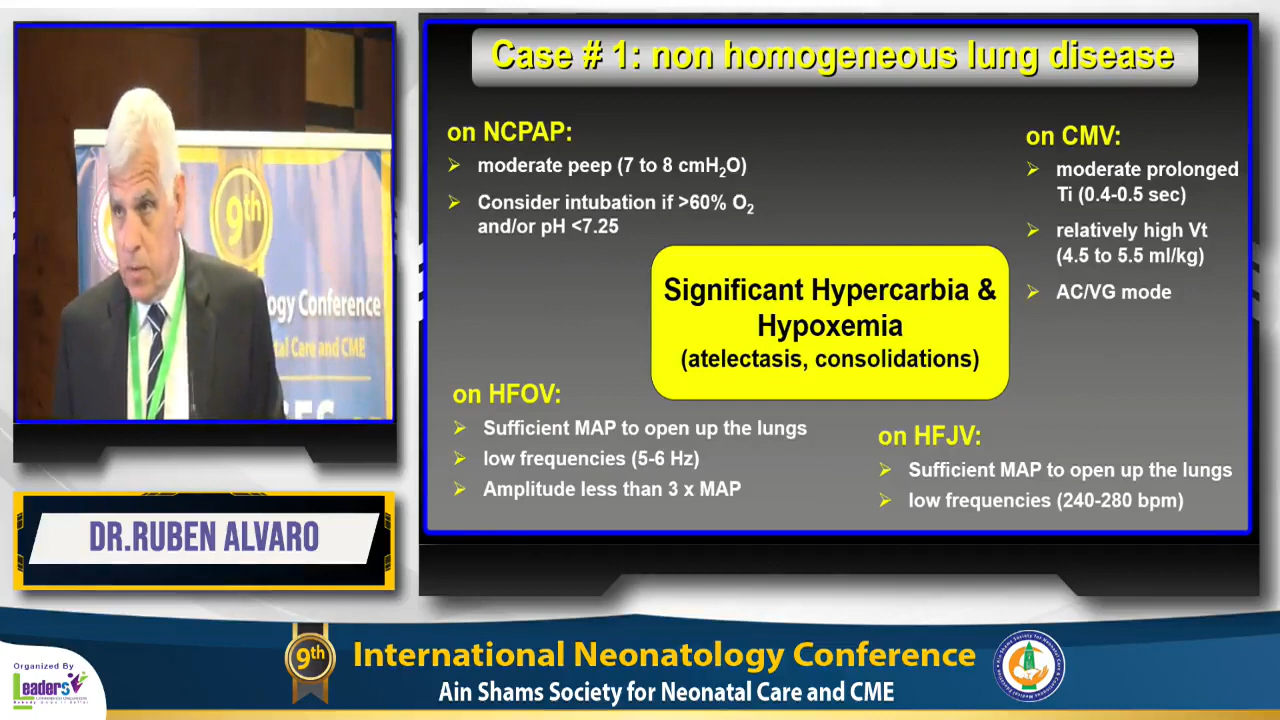 Case # 1: non homogeneous lung disease
on NCPAP:
➢ moderate peep (7 to 8 cmH₂O)
➢ Consider intubation if >60% O₂
and/or pH <7.25
on CMV:
➢ moderate prolonged
Ti (0.4-0.5 sec)
➢ relatively high Vt
(4.5 to 5.5 ml/kg)
➢ AC/VG mode
Significant Hypercarbia &
Hypoxemia
(atelectasis, consolidations)
on HFOV:
➢ Sufficient MAP to open up the lungs
➢ low frequencies (5-6 Hz)
➢ Amplitude less than 3 x MAP
on HFJV:
➢ Sufficient MAP to open up the lungs
➢ low frequencies (240-280 bpm)
9th
ogy Conference
tal Care and CME
DR.RUBEN ALVARO
Organized By
Leaders
9th
International Neonatology Conference
Ain Shams Society for Neonatal Care and CME